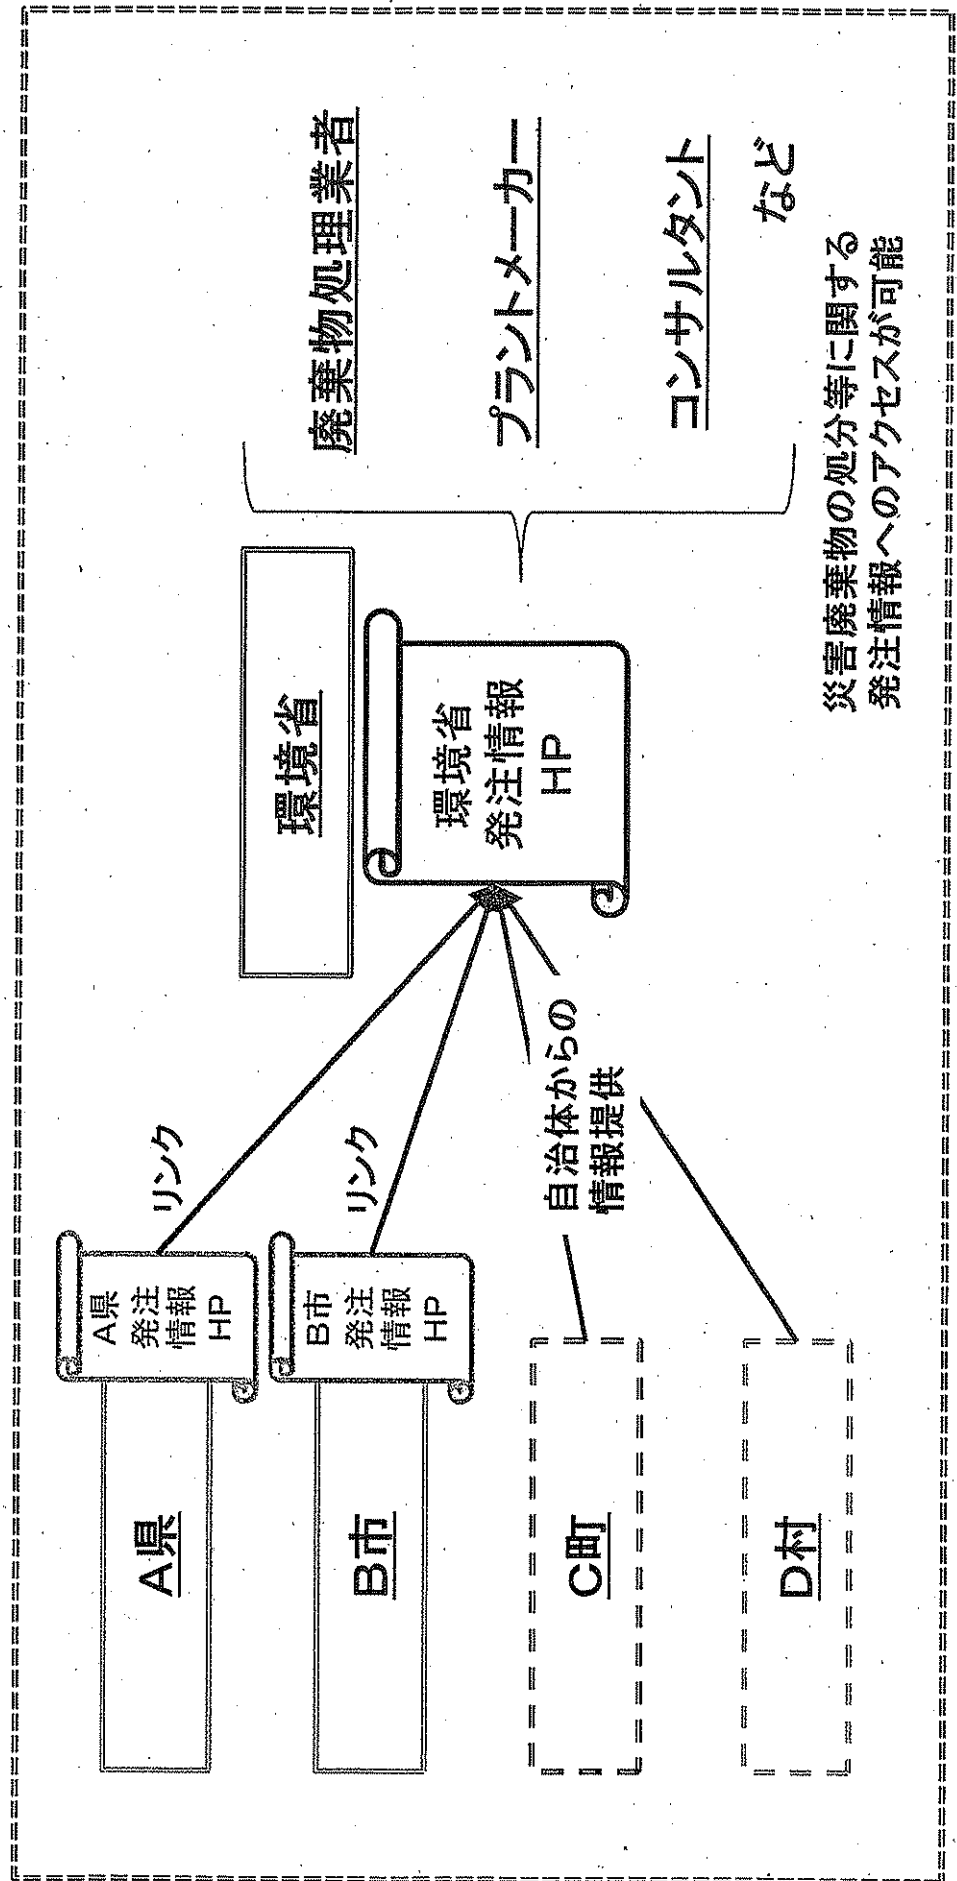 A県
A県
発注
情報
HP
リンク
B市
B市
発注
情報
HP
リンク
C町
D村
自治体からの
情報提供
環境省
環境省
発注情報
HP
廃棄物処理業者
プラントメーカー
コンサルタント
など
災害廃棄物の処分等に関する
発注情報へのアクセスが可能